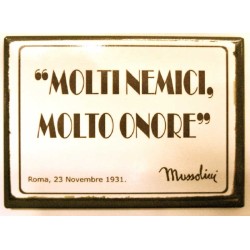 “MOLTI NEMICI,
MOLTO ONORE”
Roma, 23 Novembre 1931.
Mussolini